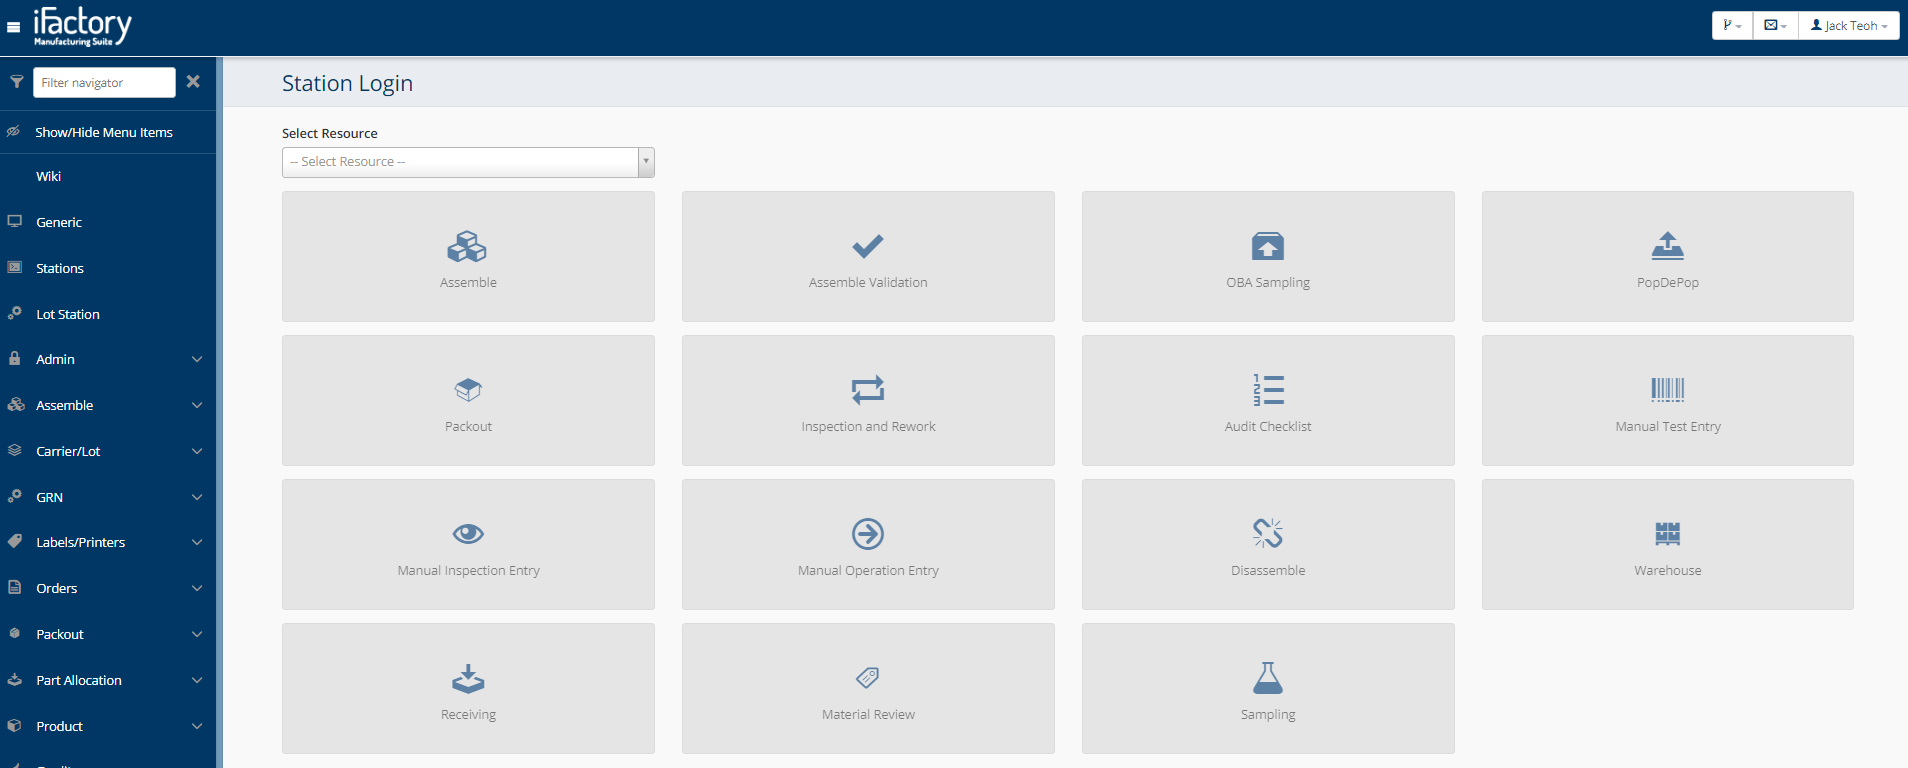 iFactory
Manufacturing Suite
Jack Teoh
Filter navigator
Show/Hide Menu Items
Wiki
Generic
Stations
Lot Station
Admin
Assemble
Carrier/Lot
GRN
Labels/Printers
Orders
Packout
Part Allocation
Product
Station Login
Select Resource
-- Select Resource --
Assemble
Assemble Validation
OBA Sampling
PopDePop
Packout
Inspection and Rework
Audit Checklist
Manual Test Entry
Manual Inspection Entry
Manual Operation Entry
Disassemble
Warehouse
Receiving
Material Review
Sampling